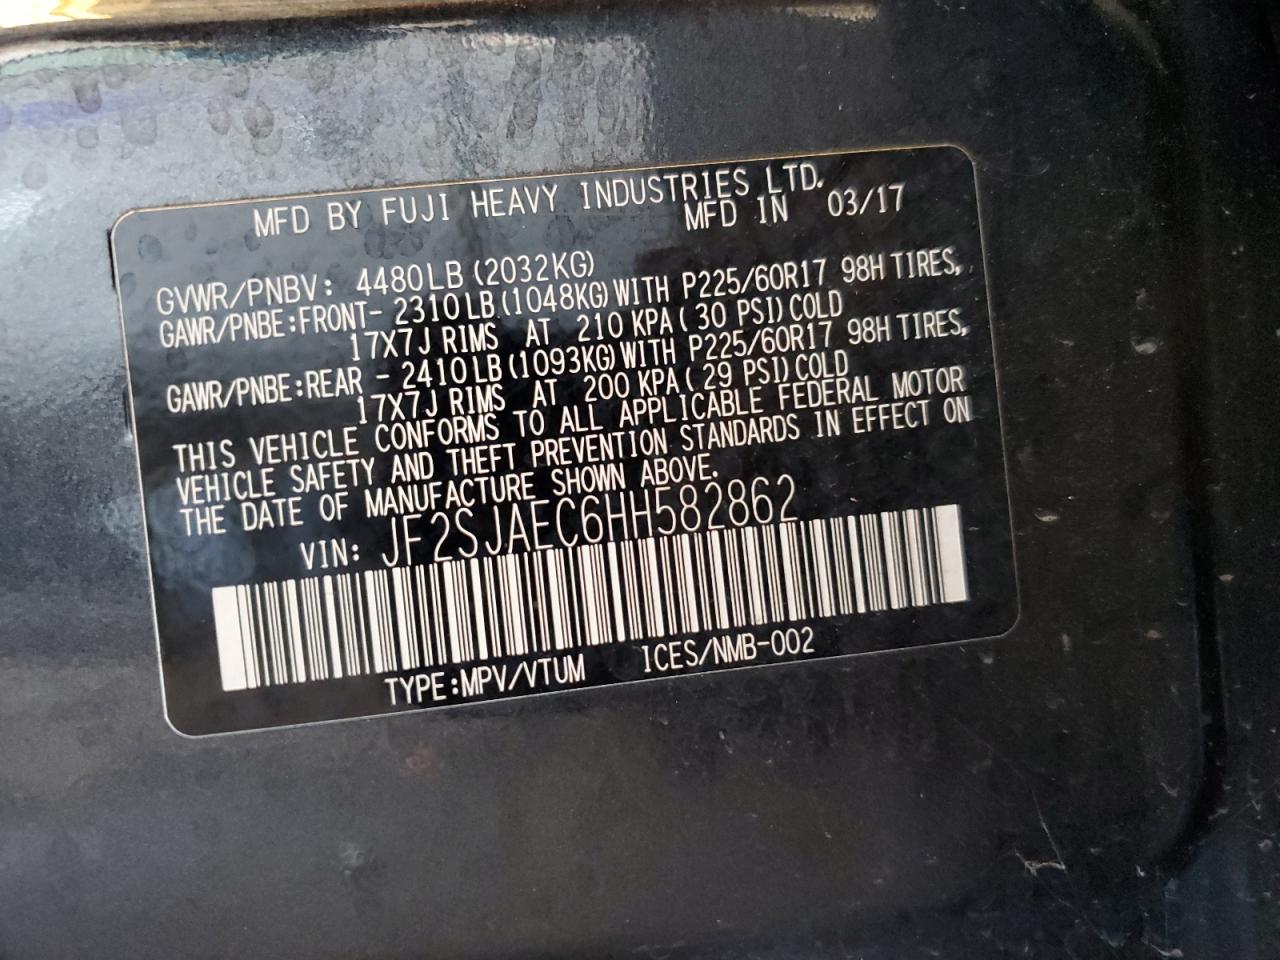 MFD BY FUJI HEAVY INDUSTRIES LTD.
MFD IN 03/17
GVWR/PNBV: 4480LB (2032KG)
GAWR/PNBE:FRONT- 2310LB(1048KG)WITH P225/60R17 98H TIRES,
17X7J RIMS AT 210 KPA( 30 PSI)COLD
GAWR/PNBE:REAR - 2410LB(1093KG)WITH P225/60R17 98H TIRES,
17X7J RIMS AT 200 KPA( 29 PSI)COLD
THIS VEHICLE CONFORMS TO ALL APPLICABLE FEDERAL MOTOR
VEHICLE SAFETY AND THEFT PREVENTION STANDARDS IN EFFECT ON
THE DATE OF MANUFACTURE SHOWN ABOVE.
VIN: JF2SJAEC6HH582862
TYPE:MPV/VTUM ICES/NMB-002